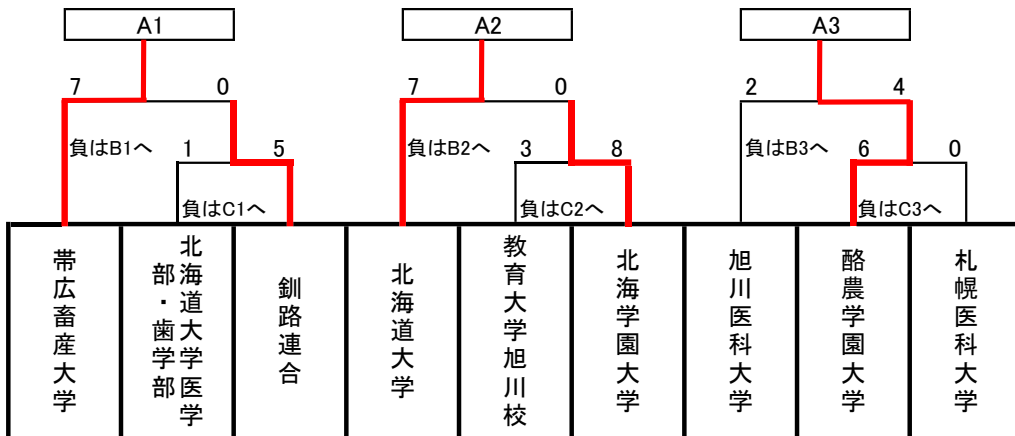 A1 A2 A3
7 0 7 0 2 4
負はB1へ 1 5 負はB2へ 3 8 負はB3へ 6 0
負はC1へ 負はC2へ 負はC3へ
帯広畜産大学
北海道大学医学
部・歯学部
釧路連合
北海道大学
教育大学旭川校
北海学園大学
旭川医科大学
酪農学園大学
札幌医科大学